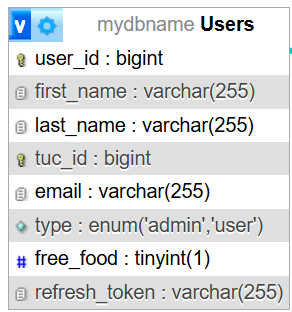 v mydbname Users
user_id : bigint
first_name : varchar(255)
last_name : varchar(255)
tuc_id : bigint
email : varchar(255)
type : enum('admin','user')
# free_food : tinyint(1)
refresh_token : varchar(255)